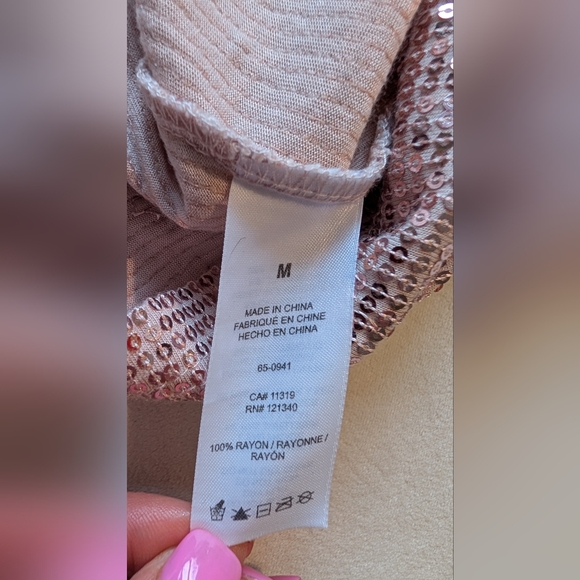 M
MADE IN CHINA
FABRIQUÉ EN CHINE
HECHO EN CHINA
65-0941
CA# 11319
RN# 121340
100% RAYON / RAYONNE /
RAYÓN